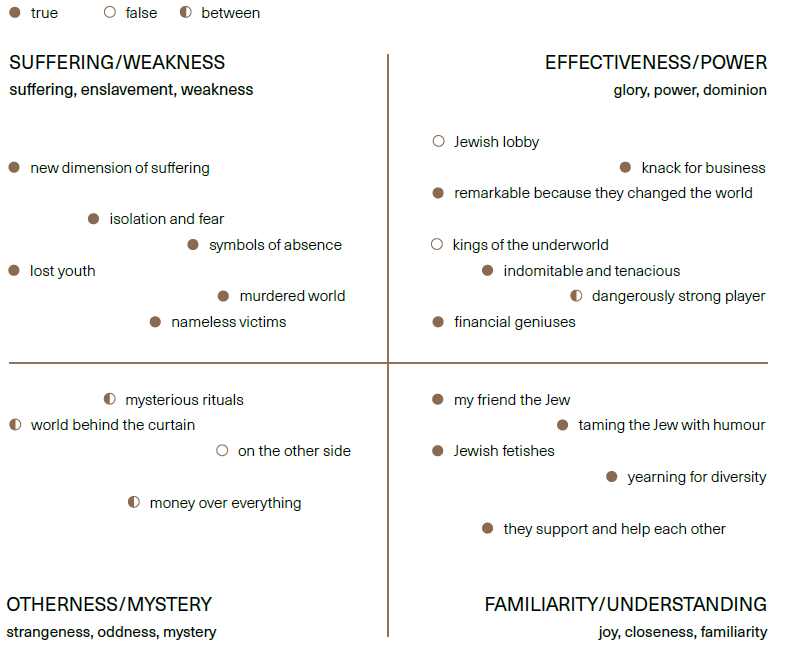 true false between
SUFFERING/WEAKNESS
suffering, enslavement, weakness
new dimension of suffering
isolation and fear
symbols of absence
lost youth
murdered world
nameless victims
EFFECTIVENESS/POWER
glory, power, dominion
Jewish lobby
knack for business
remarkable because they changed the world
kings of the underworld
indomitable and tenacious
dangerously strong player
financial geniuses
mysterious rituals
world behind the curtain
on the other side
money over everything
OTHERNESS/MYSTERY
strangeness, oddness, mystery
my friend the Jew
taming the Jew with humour
Jewish fetishes
yearning for diversity
they support and help each other
FAMILIARITY/UNDERSTANDING
joy, closeness, familiarity